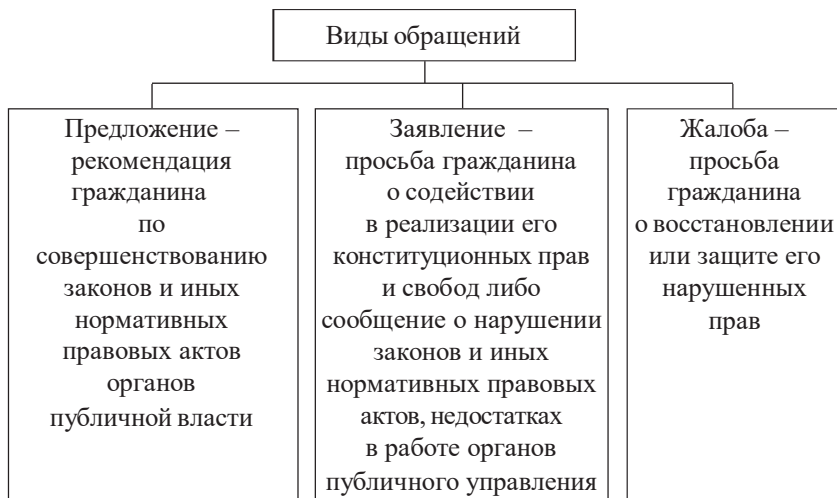 Виды обращений
Предложение –
рекомендация
гражданина
по
совершенствованию
законов и иных
нормативных
правовых актов
органов
публичной власти
Заявление –
просьба гражданина
о содействии
в реализации его
конституционных прав
и свобод либо
сообщение о нарушении
законов и иных
нормативных правовых
актов, недостатках
в работе органов
публичного управления
Жалоба –
просьба
гражданина
о восстановлении
или защите его
нарушенных
прав